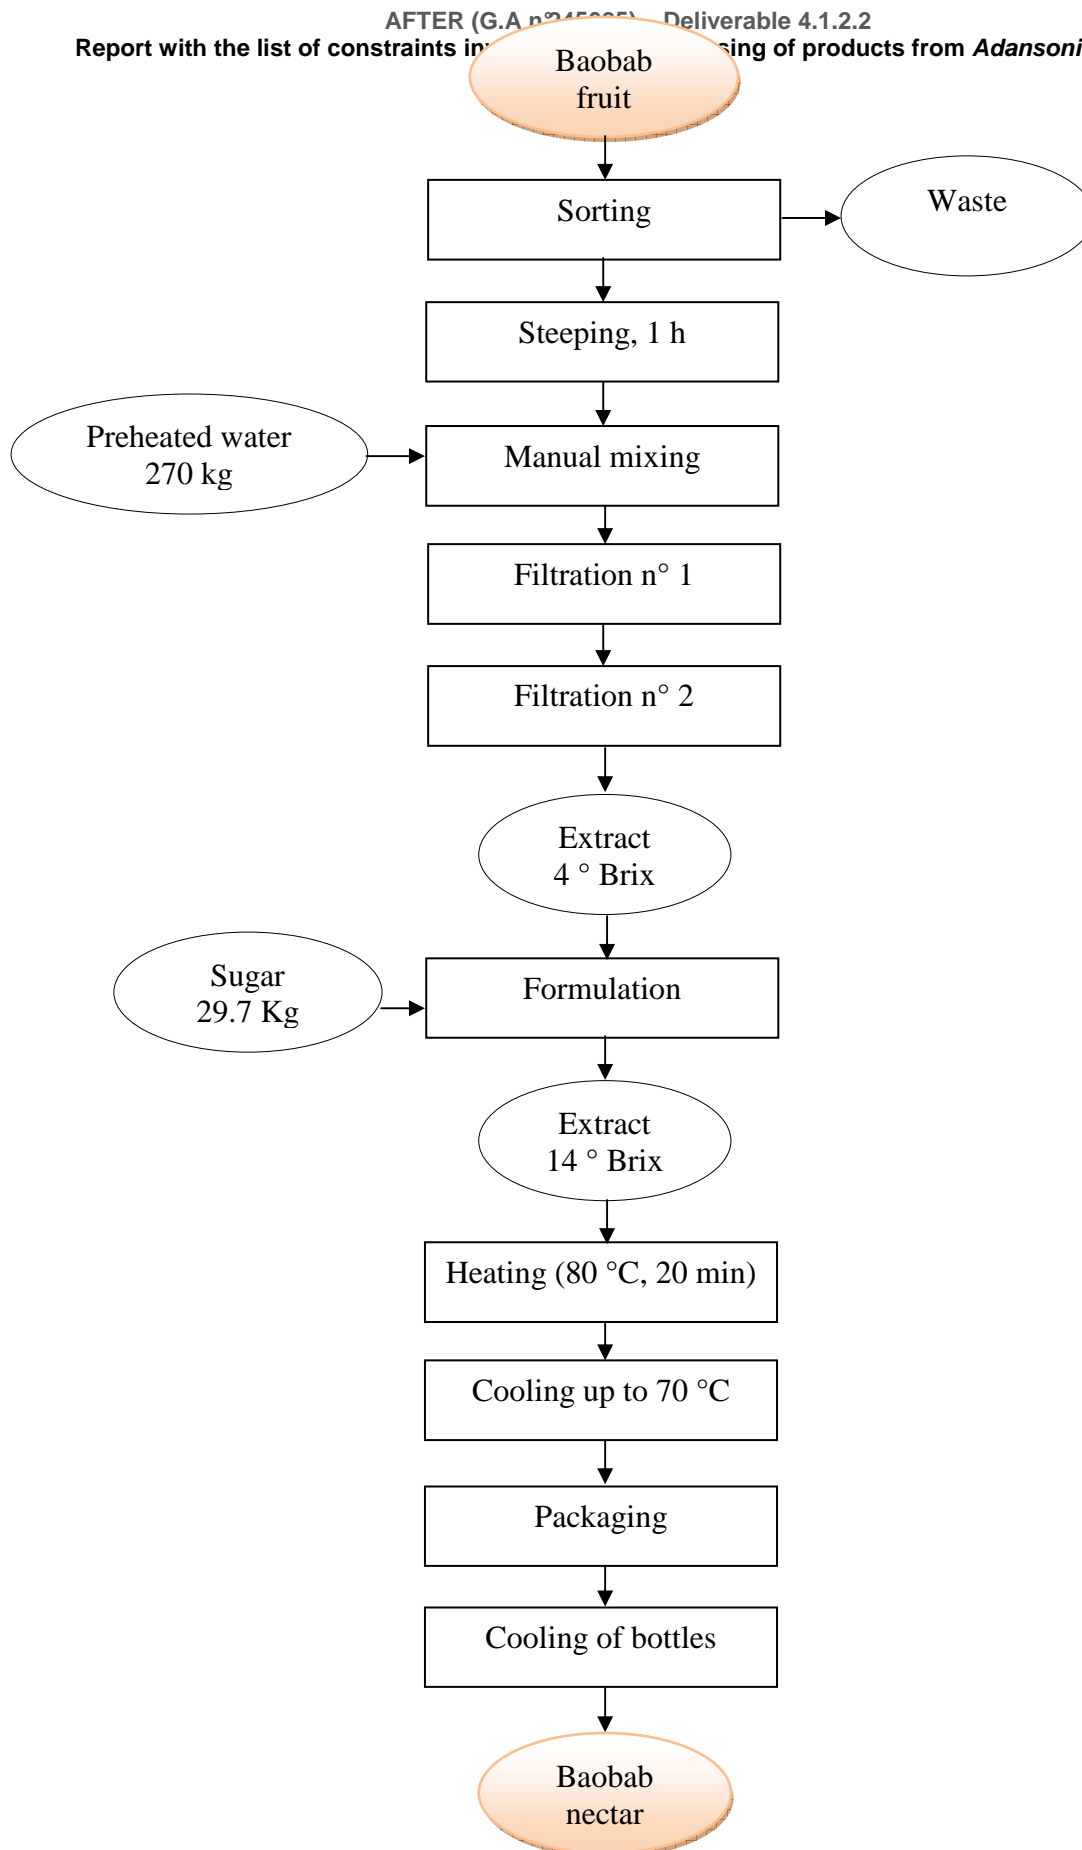 AFTER (G.A n° Deliverable 4.1.2.2
Report with the list of constraints of products from Adansoni
Baobab
fruit
Sorting
Waste
Steeping, 1 h
Preheated water
270 kg
Manual mixing
Filtration n° 1
Filtration n° 2
Extract
4 ° Brix
Sugar
29.7 Kg
Formulation
Extract
14 ° Brix
Heating (80 °C, 20 min)
Cooling up to 70 °C
Packaging
Cooling of bottles
Baobab
nectar